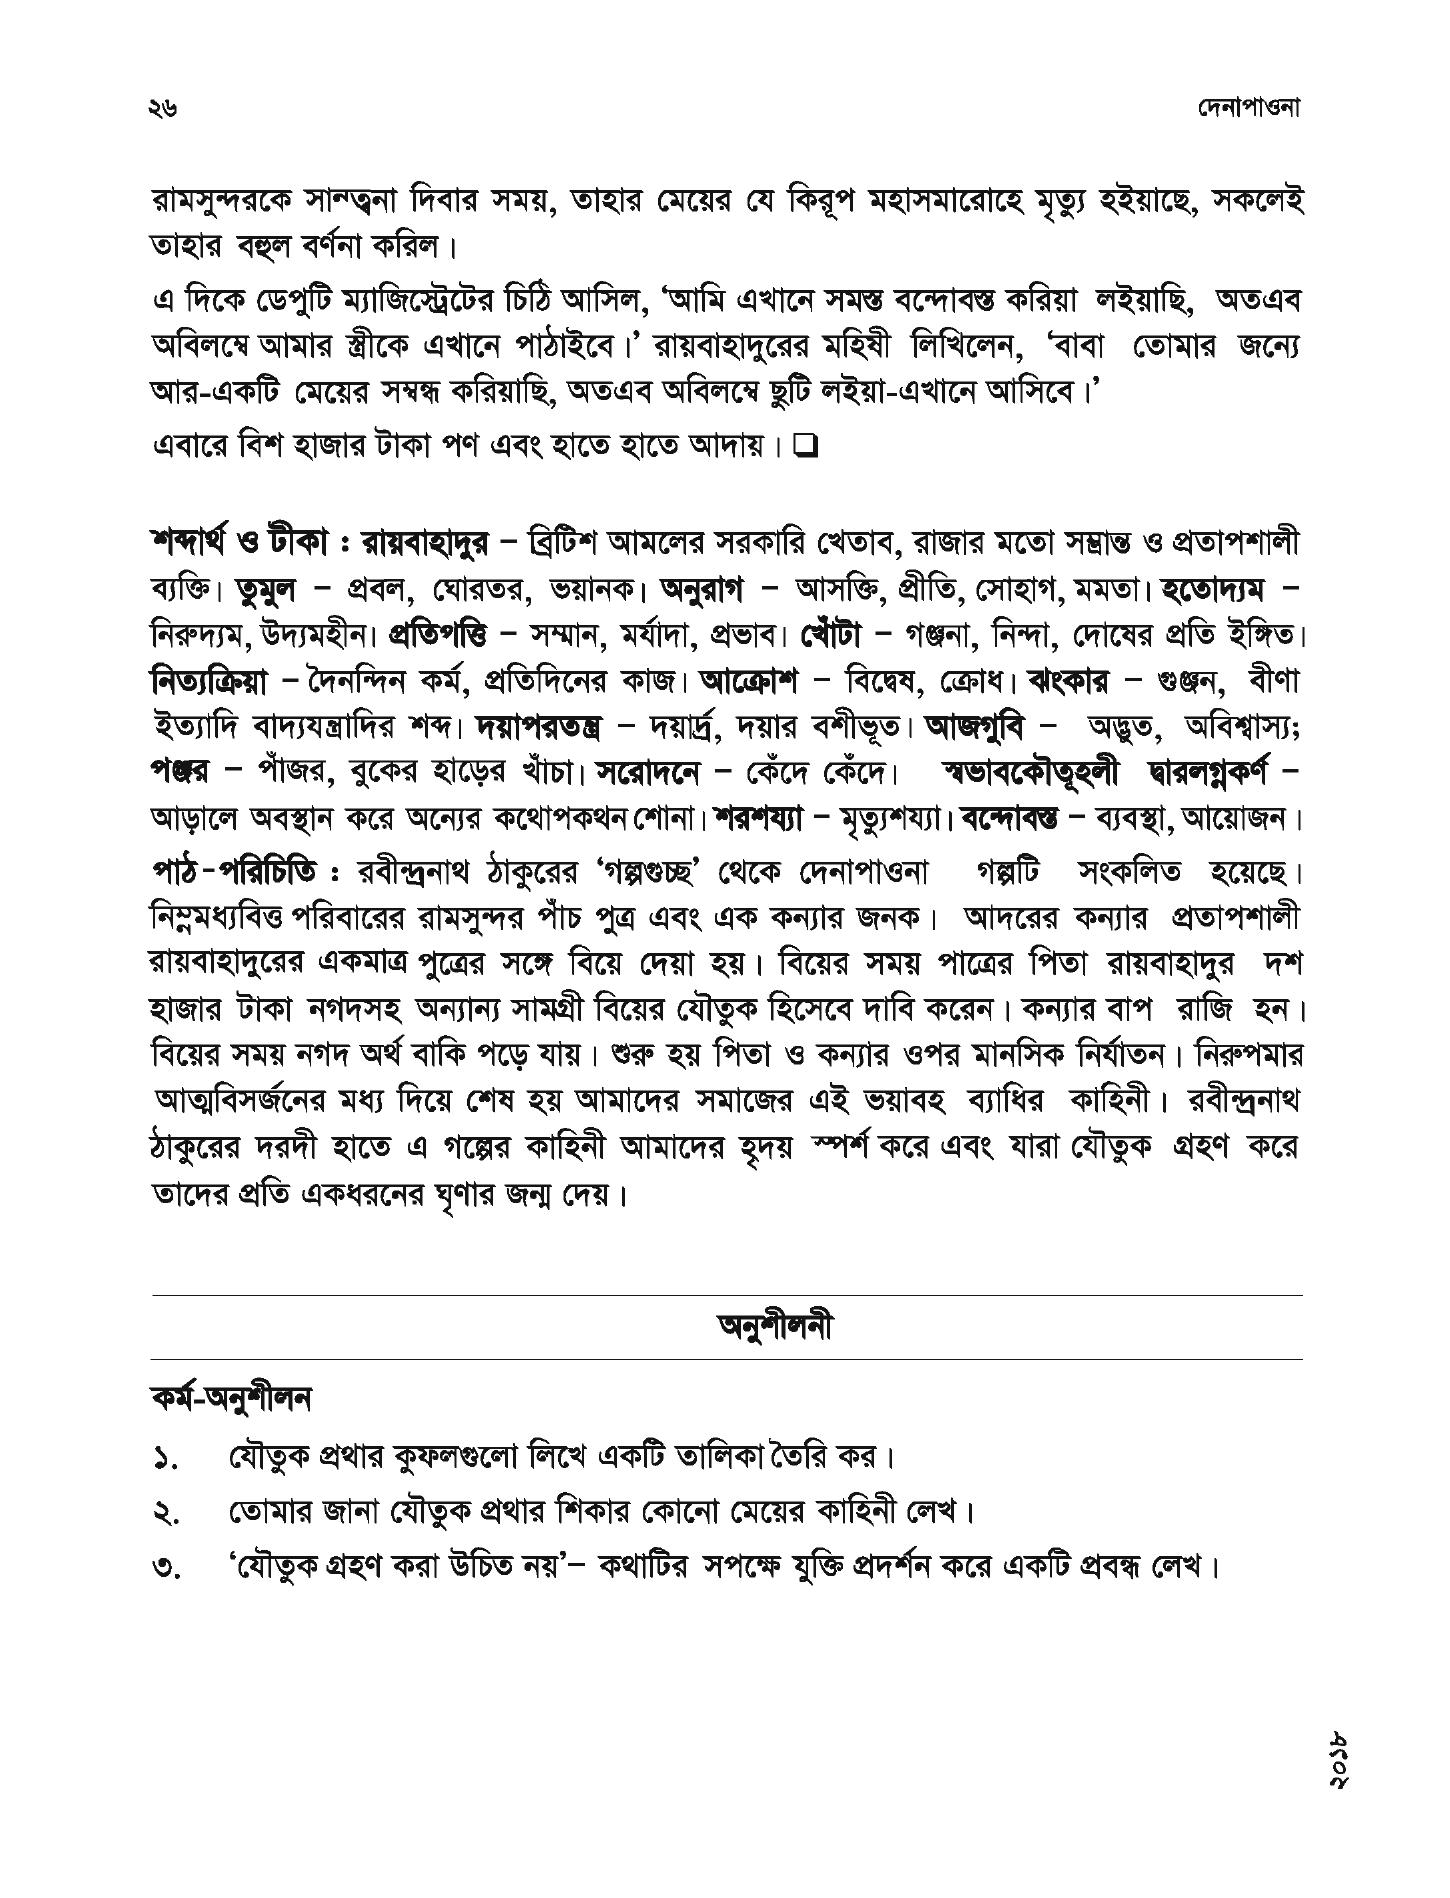 ২৬ দেনাপাওনা
রামসুন্দরকে সান্ত্বনা দিবার সময়, তাহার মেয়ের যে কিরূপ মহাসমারোহে মৃত্যু হইয়াছে, সকলেই
তাহার বহুল বর্ণনা করিল।
এ দিকে ডেপুটি ম্যাজিস্ট্রেটের চিঠি আসিল, ‘আমি এখানে সমস্ত বন্দোবস্ত করিয়া লইয়াছি, অতএব
অবিলম্বে আমার স্ত্রীকে এখানে পাঠাইবে।’ রায়বাহাদুরের মহিষী লিখিলেন, ‘বাবা তোমার জন্যে
আর-একটি মেয়ের সম্বন্ধ করিয়াছি, অতএব অবিলম্বে ছুটি লইয়া-এখানে আসিবে।’
এবারে বিশ হাজার টাকা পণ এবং হাতে হাতে আদায়। ❏
শব্দার্থ ও টীকা : রায়বাহাদুর – ব্রিটিশ আমলের সরকারি খেতাব, রাজার মতো সম্ভ্রান্ত ও প্রতাপশালী
ব্যক্তি। তুমুল – প্রবল, ঘোরতর, ভয়ানক। অনুরাগ – আসক্তি, প্রীতি, সোহাগ, মমতা। হতোদ্যম –
নিরুদ্যম, উদ্যমহীন। প্রতিপত্তি – সম্মান, মর্যাদা, প্রভাব। খোঁটা – গঞ্জনা, নিন্দা, দোষের প্রতি ইঙ্গিত।
নিত্যক্রিয়া – দৈনন্দিন কর্ম, প্রতিদিনের কাজ। আক্রোশ – বিদ্বেষ, ক্রোধ। ঝংকার – গুঞ্জন, বীণা
ইত্যাদি বাদ্যযন্ত্রাদির শব্দ। দয়াপরতন্ত্র – দয়ার্দ্র, দয়ার বশীভূত। আজগুবি – অদ্ভুত, অবিশ্বাস্য;
পঞ্জর – পাঁজর, বুকের হাড়ের খাঁচা। সরোদনে – কেঁদে কেঁদে। স্বভাবকৌতূহলী দ্বারলগ্নকর্ণ –
আড়ালে অবস্থান করে অন্যের কথোপকথন শোনা। শরশয্যা – মৃত্যুশয্যা। বন্দোবস্ত – ব্যবস্থা, আয়োজন।
পাঠ-পরিচিতি : রবীন্দ্রনাথ ঠাকুরের ‘গল্পগুচ্ছ’ থেকে দেনাপাওনা গল্পটি সংকলিত হয়েছে।
নিম্নমধ্যবিত্ত পরিবারের রামসুন্দর পাঁচ পুত্র এবং এক কন্যার জনক। আদরের কন্যার প্রতাপশালী
রায়বাহাদুরের একমাত্র পুত্রের সঙ্গে বিয়ে দেয়া হয়। বিয়ের সময় পাত্রের পিতা রায়বাহাদুর দশ
হাজার টাকা নগদসহ অন্যান্য সামগ্রী বিয়ের যৌতুক হিসেবে দাবি করেন। কন্যার বাপ রাজি হন।
বিয়ের সময় নগদ অর্থ বাকি পড়ে যায়। শুরু হয় পিতা ও কন্যার ওপর মানসিক নির্যাতন। নিরুপমার
আত্মবিসর্জনের মধ্য দিয়ে শেষ হয় আমাদের সমাজের এই ভয়াবহ ব্যাধির কাহিনী। রবীন্দ্রনাথ
ঠাকুরের দরদী হাতে এ গল্পের কাহিনী আমাদের হৃদয় স্পর্শ করে এবং যারা যৌতুক গ্রহণ করে
তাদের প্রতি একধরনের ঘৃণার জন্ম দেয়।
অনুশীলনী
কর্ম-অনুশীলন
১. যৌতুক প্রথার কুফলগুলো লিখে একটি তালিকা তৈরি কর।
২. তোমার জানা যৌতুক প্রথার শিকার কোনো মেয়ের কাহিনী লেখ।
৩. ‘যৌতুক গ্রহণ করা উচিত নয়’– কথাটির সপক্ষে যুক্তি প্রদর্শন করে একটি প্রবন্ধ লেখ।
২০১৮